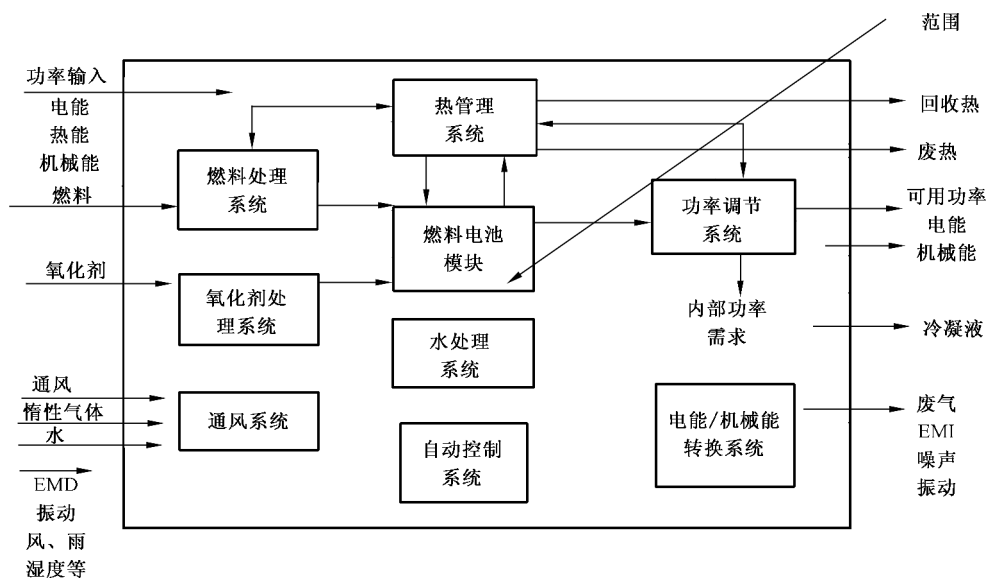 范围
功率输入
电能
热能
机械能
燃料
氧化剂
通风
惰性气体
水
EMD
振动
风、雨
湿度等
热管理
系统
燃料处理
系统
燃料电池
模块
氧化剂处
理系统
水处理
系统
通风系统
自动控制
系统
功率调节
系统
内部功率
需求
电能/机械能
转换系统
回收热
废热
可用功率
电能
机械能
冷凝液
废气
EMI
噪声
振动